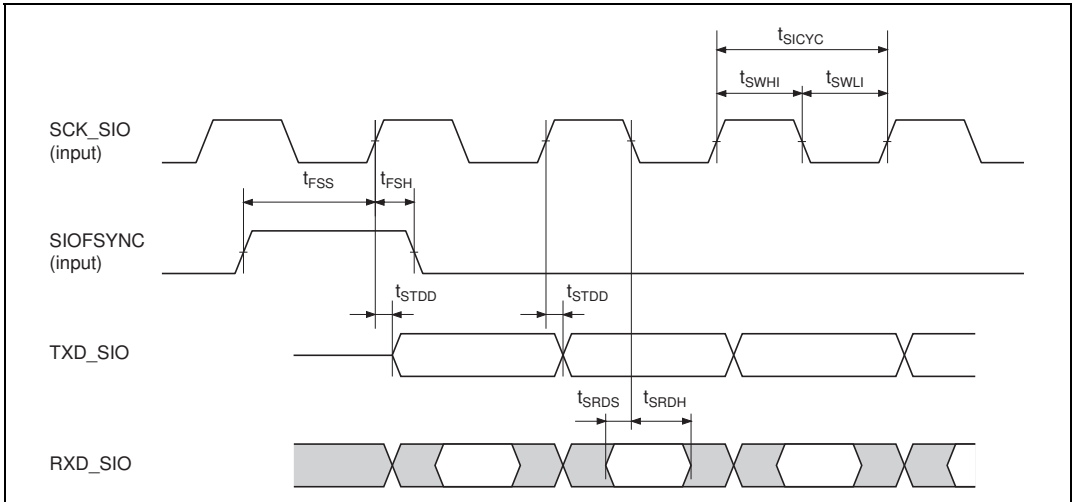 tSICYC
tSWHI tSWLI
SCK_SIO
(input)
tFSS tFSH
SIOFSYNC
(input)
tSTDD tSTDD
TXD_SIO
tSRDS tSRDH
RXD_SIO